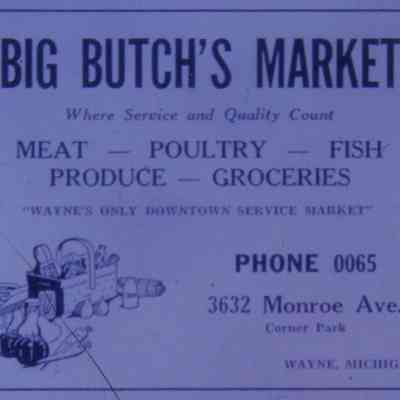 BIG BUTCH'S MARKET
Where Service and Quality Count
MEAT — POULTRY — FISH
PRODUCE — GROCERIES
"WAYNE'S ONLY DOWNTOWN SERVICE MARKET"
PHONE 0065
3632 Monroe Ave.
Corner Park
WAYNE, MICHIG